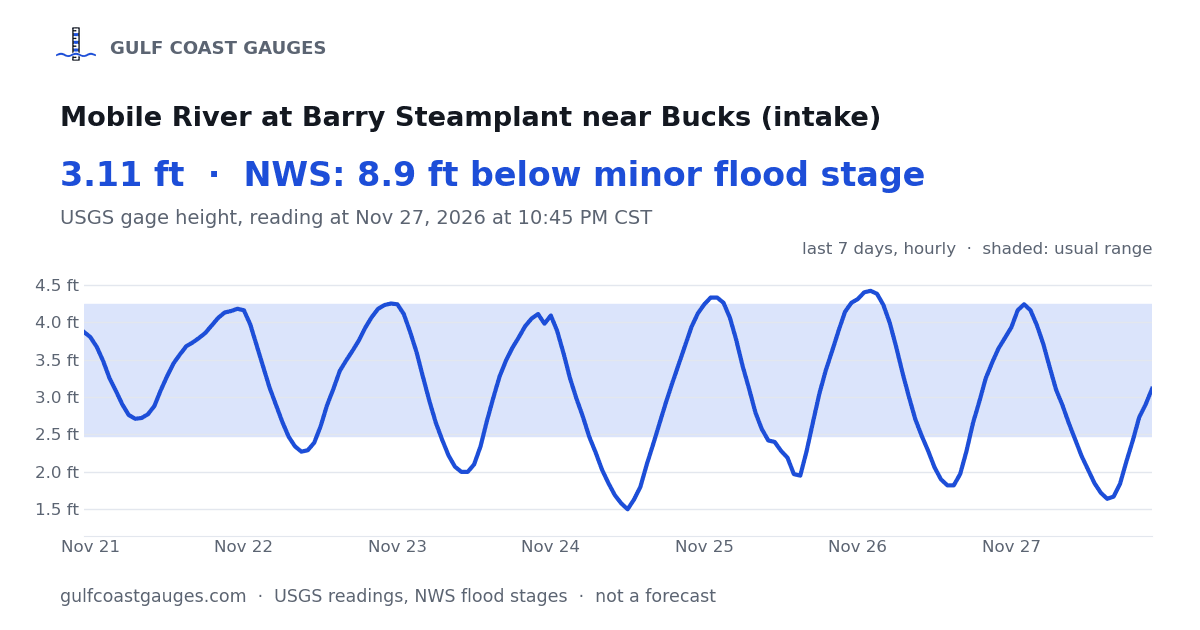 GULF COAST GAUGES
Mobile River at Barry Steamplant near Bucks (intake)
3.11 ft · NWS: 8.9 ft below minor flood stage
USGS gage height, reading at Nov 27, 2026 at 10:45 PM CST
last 7 days, hourly · shaded: usual range
4.5 ft
4.0 ft
3.5 ft
3.0 ft
2.5 ft
2.0 ft
1.5 ft
Nov 21 Nov 22 Nov 23 Nov 24 Nov 25 Nov 26 Nov 27
gulfcoastgauges.com · USGS readings, NWS flood stages · not a forecast